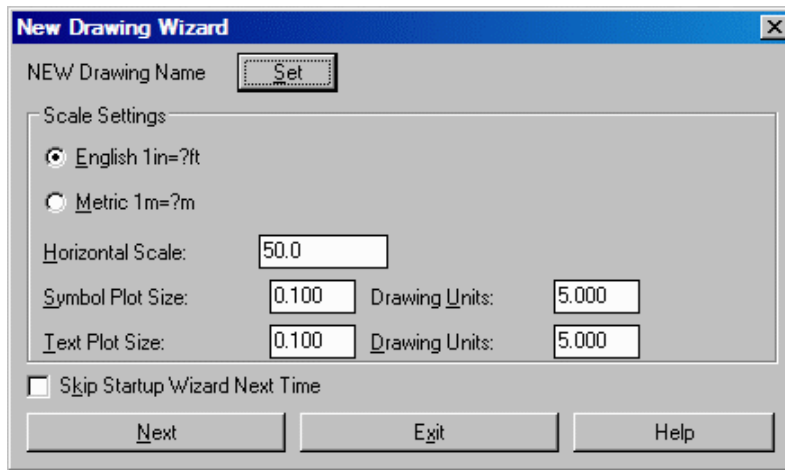 New Drawing Wizard
NEW Drawing Name Set
Scale Settings
English 1in=?ft
Metric 1m=?m
Horizontal Scale: 50.0
Symbol Plot Size: 0.100 Drawing Units: 5.000
Text Plot Size: 0.100 Drawing Units: 5.000
Skip Startup Wizard Next Time
Next Exit Help